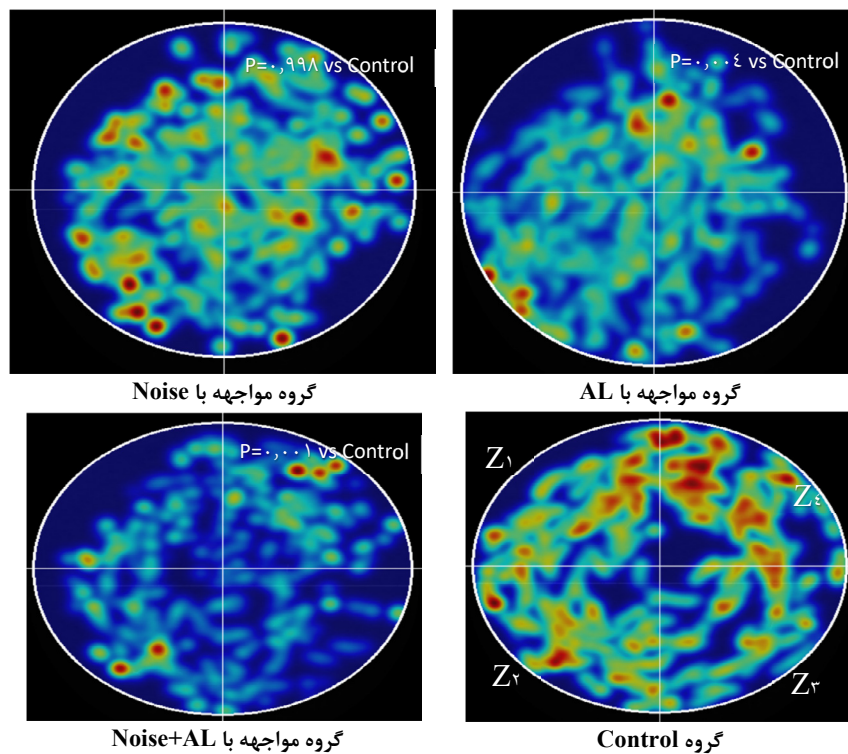 P=۰,۹۹۸ vs Control
P=۰,۰۰٤ vs Control
گروه مواجهه با Noise
گروه مواجهه با AL
P=۰,۰۰۱ vs Control
Z۱
Z٤
Z۲
Z۳
گروه مواجهه با Noise+AL
گروه Control